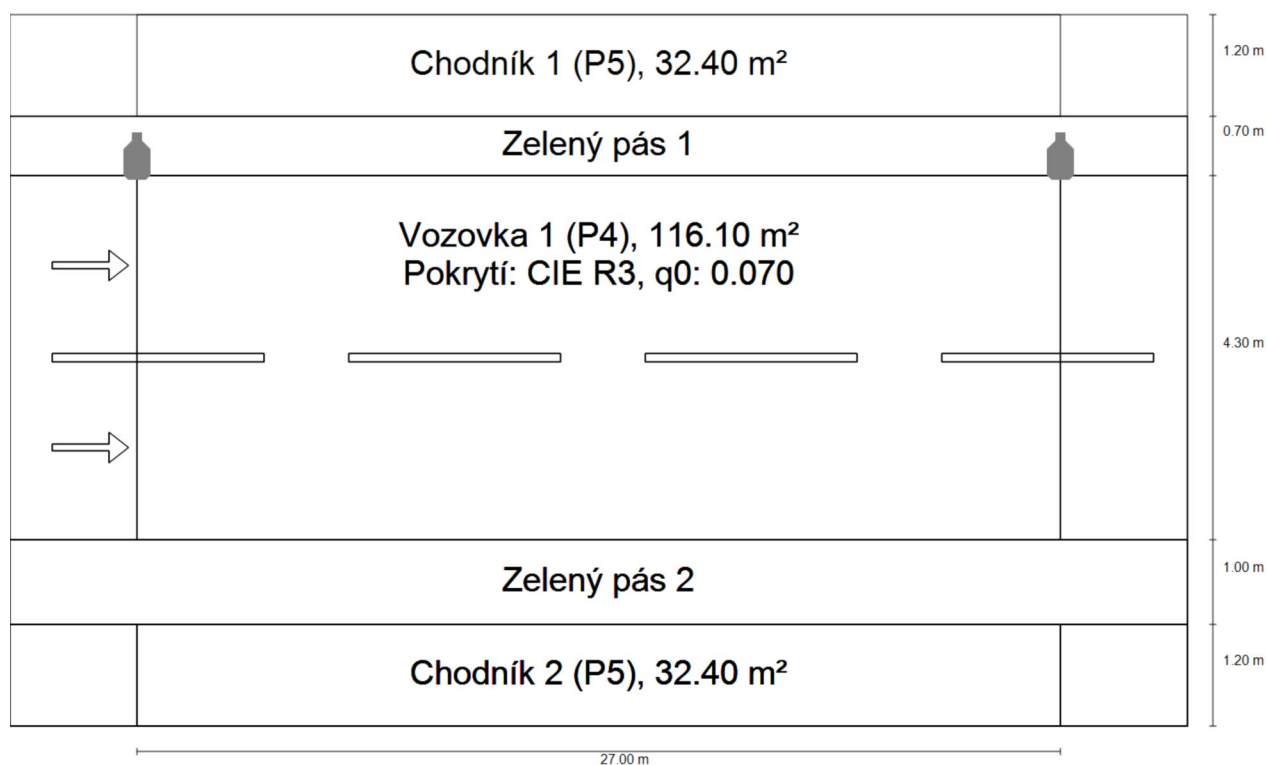 Chodník 1 (P5), 32.40 m²
1.20 m
Zelený pás 1
0.70 m
Vozovka 1 (P4), 116.10 m²
Pokrytí: CIE R3, q0: 0.070
4.30 m
Zelený pás 2
1.00 m
Chodník 2 (P5), 32.40 m²
1.20 m
27.00 m